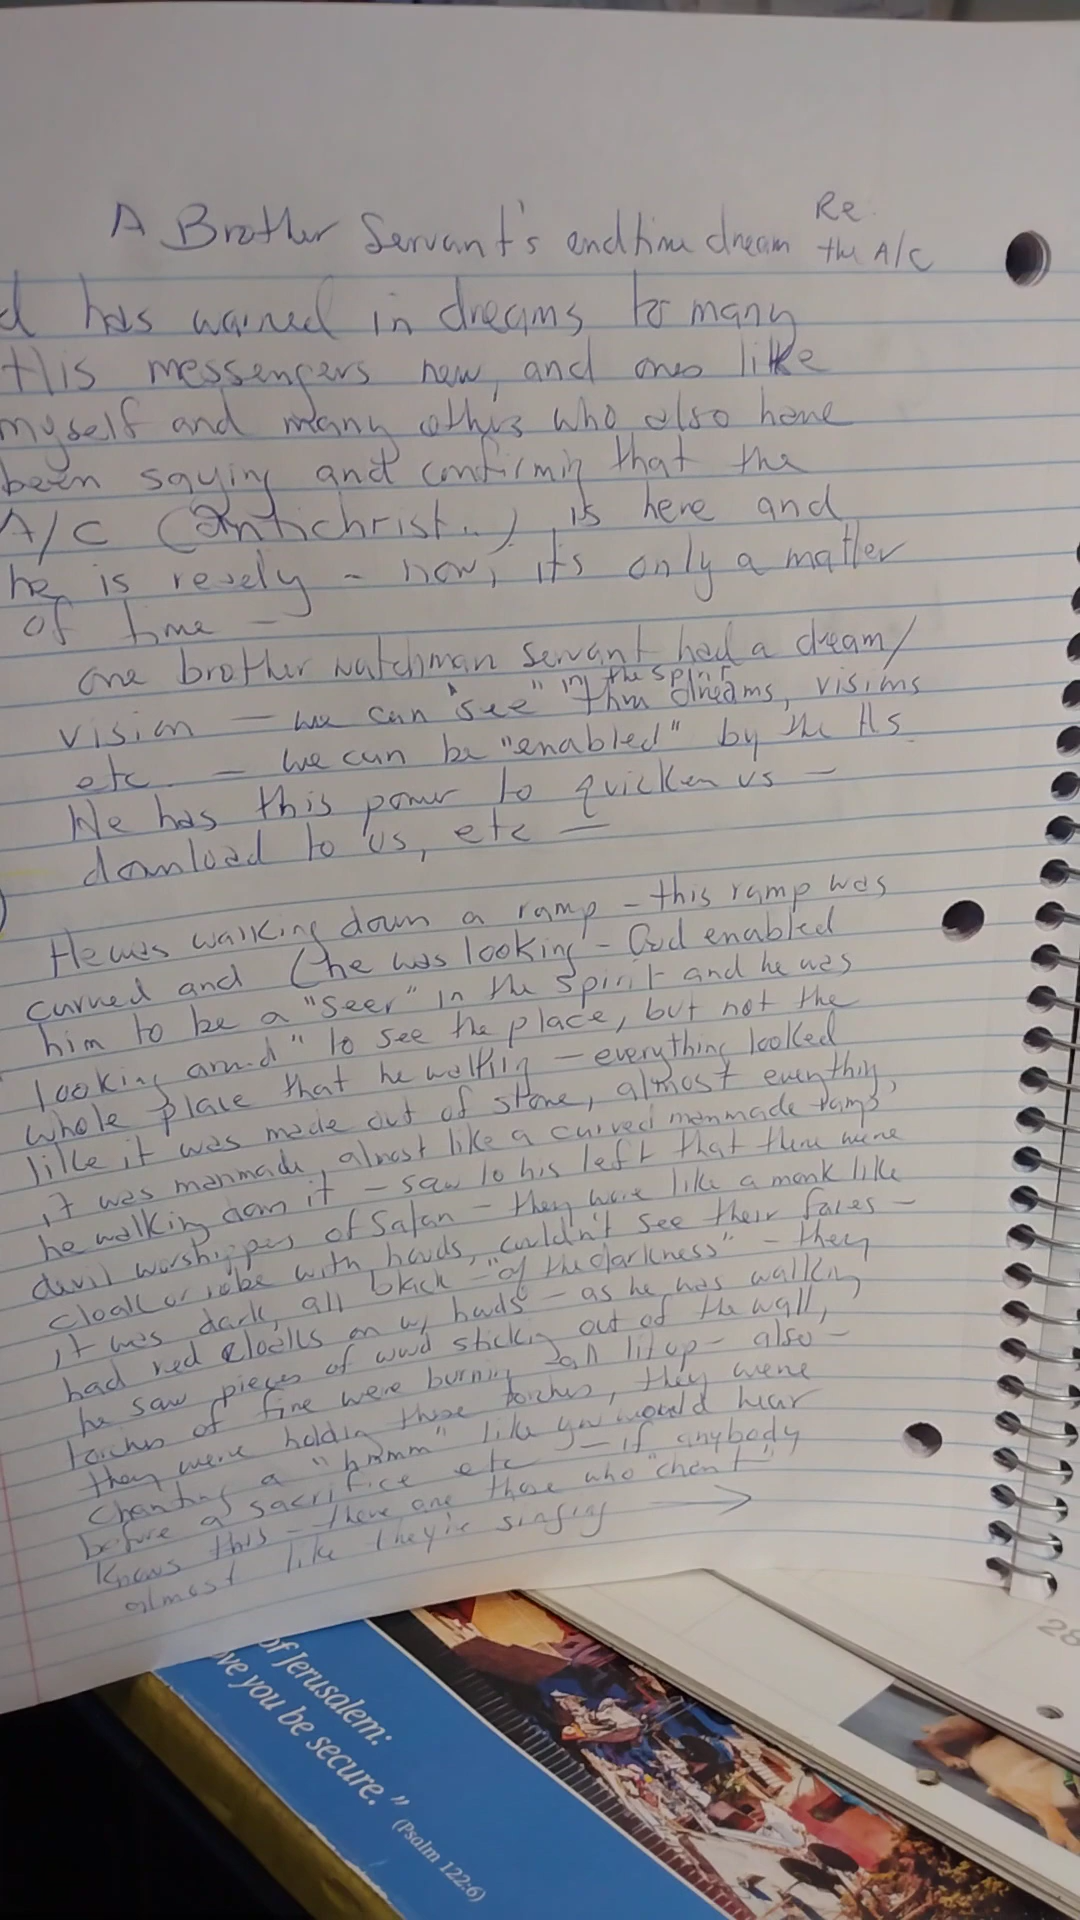 A Brother Servant's endtime dream Re the A/C
d has warned in dreams to many
His messengers now, and ones like
myself and many others who also have
been saying and confirming that the
A/C (Antichrist..) is here and
he is ready - now, it's only a matter
of time -
one brother watchman servant had a dream/
vision - we can "see" in the spirit thru dreams, visions
etc - we can be "enabled" by the HS
He has this power to quicken us -
download to us, etc -
He was walking down a ramp - this ramp was
curved and (he was looking - God enabled
him to be a "seer" in the spirit and he was
looking around" to see the place, but not the
whole place that he walking - everything looked
like it was made out of stone, almost everything,
it was manmade, almost like a curved manmade ramp
he walking down it - saw to his left that there were
devil worshippers of Satan - they were like a monk like
cloak or robe with hoods, couldn't see their faces -
it was dark, all black - "of the darkness" - they
had red cloaks on w/ hoods - as he was walking
he saw pieces of wood sticking out of the wall,
torches of fire were burning all lit up - also -
they were holding these torches, they were
chanting a "hmmm" like you would hear
before a sacrifice etc - if anybody
knows this - there are those who "chant"
almost like they're singing →
of Jerusalem:
ve you be secure."
(Psalm 122:6)
28